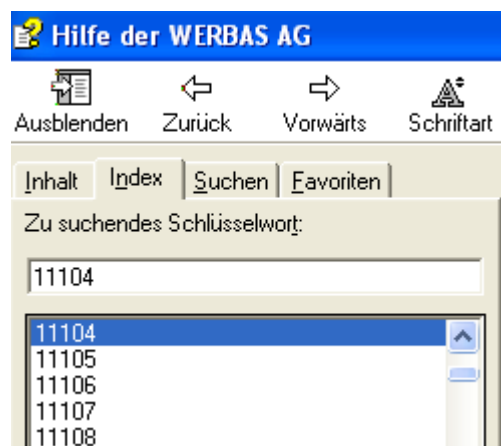 Hilfe der WERBAS AG
Ausblenden Zurück Vorwärts Schriftart
Inhalt Index Suchen Favoriten
Zu suchendes Schlüsselwort:
11104
11104
11105
11106
11107
11108